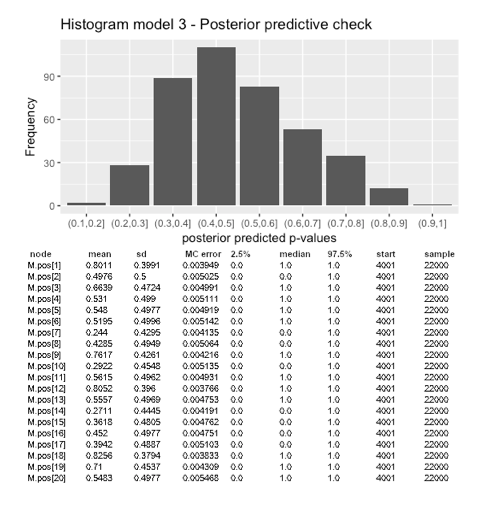 Histogram model 3 - Posterior predictive check
Frequency
90
60
30
0
(0.1,0.2] (0.2,0.3] (0.3,0.4] (0.4,0.5] (0.5,0.6] (0.6,0.7] (0.7,0.8] (0.8,0.9] (0.9,1]
posterior predicted p-values
node mean sd MC error 2.5% median 97.5% start sample
M.pos[1] 0.8011 0.3991 0.003949 0.0 1.0 1.0 4001 22000
M.pos[2] 0.4976 0.5 0.005025 0.0 0.0 1.0 4001 22000
M.pos[3] 0.6639 0.4724 0.004991 0.0 1.0 1.0 4001 22000
M.pos[4] 0.531 0.499 0.005111 0.0 1.0 1.0 4001 22000
M.pos[5] 0.548 0.4977 0.004919 0.0 1.0 1.0 4001 22000
M.pos[6] 0.5195 0.4996 0.005142 0.0 1.0 1.0 4001 22000
M.pos[7] 0.244 0.4295 0.004135 0.0 0.0 1.0 4001 22000
M.pos[8] 0.4285 0.4949 0.005064 0.0 0.0 1.0 4001 22000
M.pos[9] 0.7617 0.4261 0.004216 0.0 1.0 1.0 4001 22000
M.pos[10] 0.2922 0.4548 0.005135 0.0 0.0 1.0 4001 22000
M.pos[11] 0.5615 0.4962 0.004931 0.0 1.0 1.0 4001 22000
M.pos[12] 0.8052 0.396 0.003766 0.0 1.0 1.0 4001 22000
M.pos[13] 0.5557 0.4969 0.004753 0.0 1.0 1.0 4001 22000
M.pos[14] 0.2711 0.4445 0.004191 0.0 0.0 1.0 4001 22000
M.pos[15] 0.3618 0.4805 0.004762 0.0 0.0 1.0 4001 22000
M.pos[16] 0.452 0.4977 0.004751 0.0 0.0 1.0 4001 22000
M.pos[17] 0.3942 0.4887 0.005103 0.0 0.0 1.0 4001 22000
M.pos[18] 0.8256 0.3794 0.003833 0.0 1.0 1.0 4001 22000
M.pos[19] 0.71 0.4537 0.004309 0.0 1.0 1.0 4001 22000
M.pos[20] 0.5483 0.4977 0.005468 0.0 1.0 1.0 4001 22000